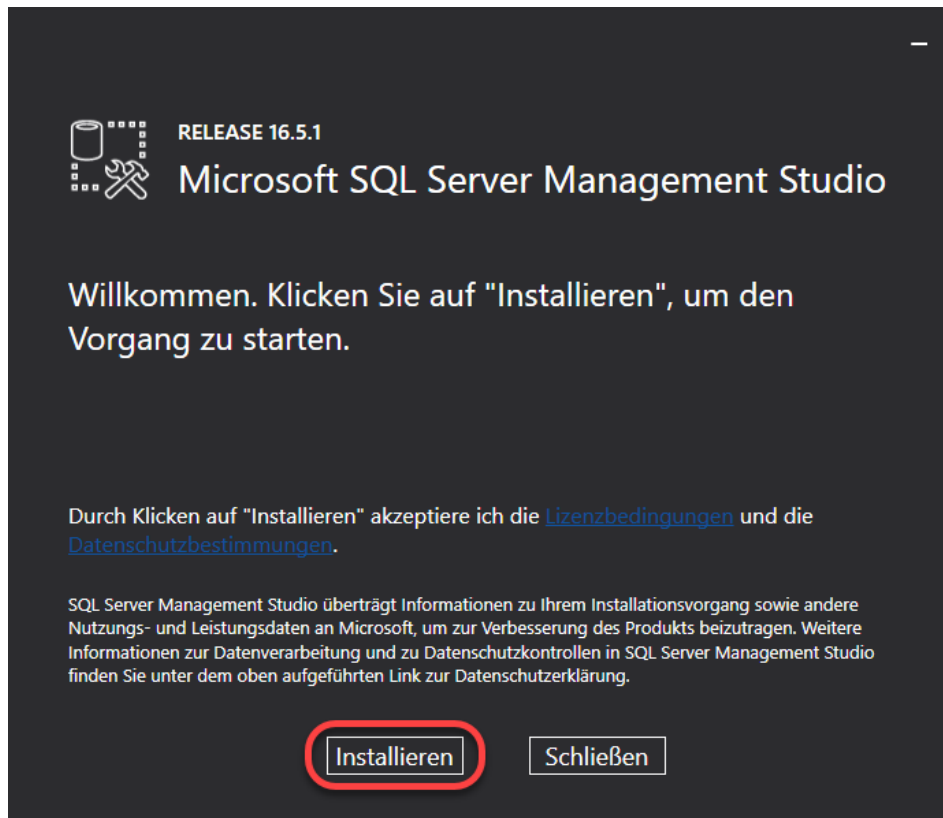 RELEASE 16.5.1
Microsoft SQL Server Management Studio
Willkommen. Klicken Sie auf "Installieren", um den
Vorgang zu starten.
Durch Klicken auf "Installieren" akzeptiere ich die Lizenzbedingungen und die
Datenschutzbestimmungen.
SQL Server Management Studio überträgt Informationen zu Ihrem Installationsvorgang sowie andere
Nutzungs- und Leistungsdaten an Microsoft, um zur Verbesserung des Produkts beizutragen. Weitere
Informationen zur Datenverarbeitung und zu Datenschutzkontrollen in SQL Server Management Studio
finden Sie unter dem oben aufgeführten Link zur Datenschutzerklärung.
Installieren
Schließen